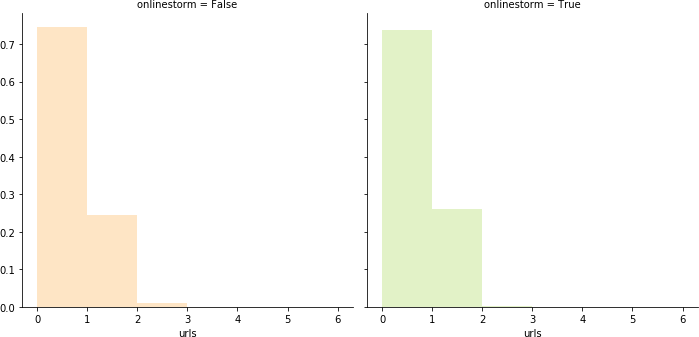 onlinestorm = False
onlinestorm = True
0.7
0.6
0.5
0.4
0.3
0.2
0.1
0.0
0 1 2 3 4 5 6
urls
0 1 2 3 4 5 6
urls